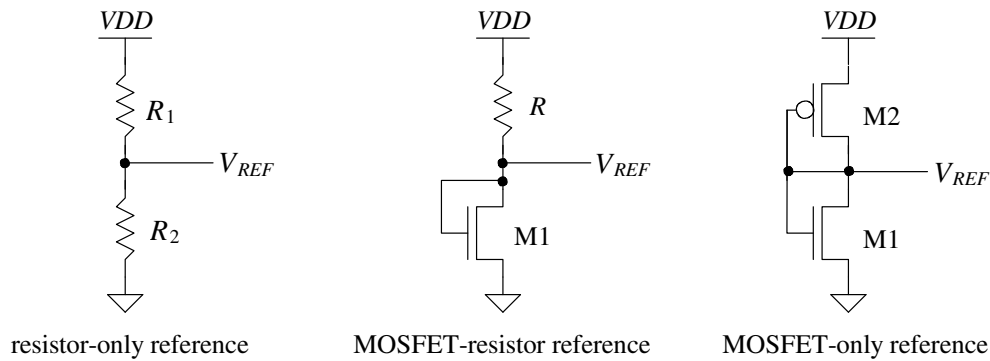 VDD
R1
VREF
R2
resistor-only reference
VDD
R
VREF
M1
MOSFET-resistor reference
VDD
M2
VREF
M1
MOSFET-only reference